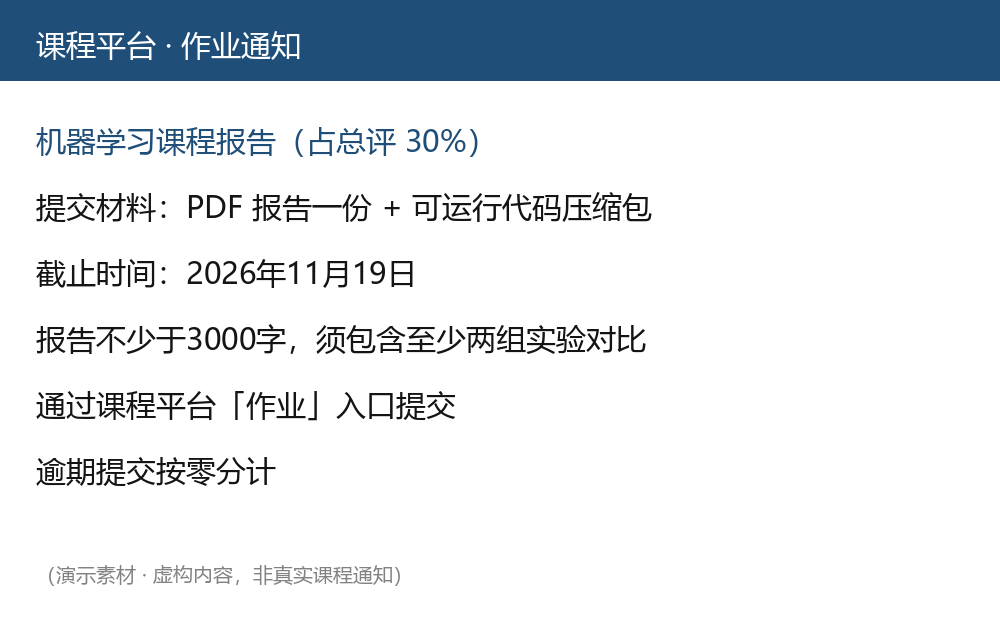 课程平台 · 作业通知
机器学习课程报告（占总评 30%）
提交材料：PDF 报告一份 + 可运行代码压缩包
截止时间：2026年11月19日
报告不少于3000字，须包含至少两组实验对比
通过课程平台「作业」入口提交
逾期提交按零分计
（演示素材 · 虚构内容，非真实课程通知）